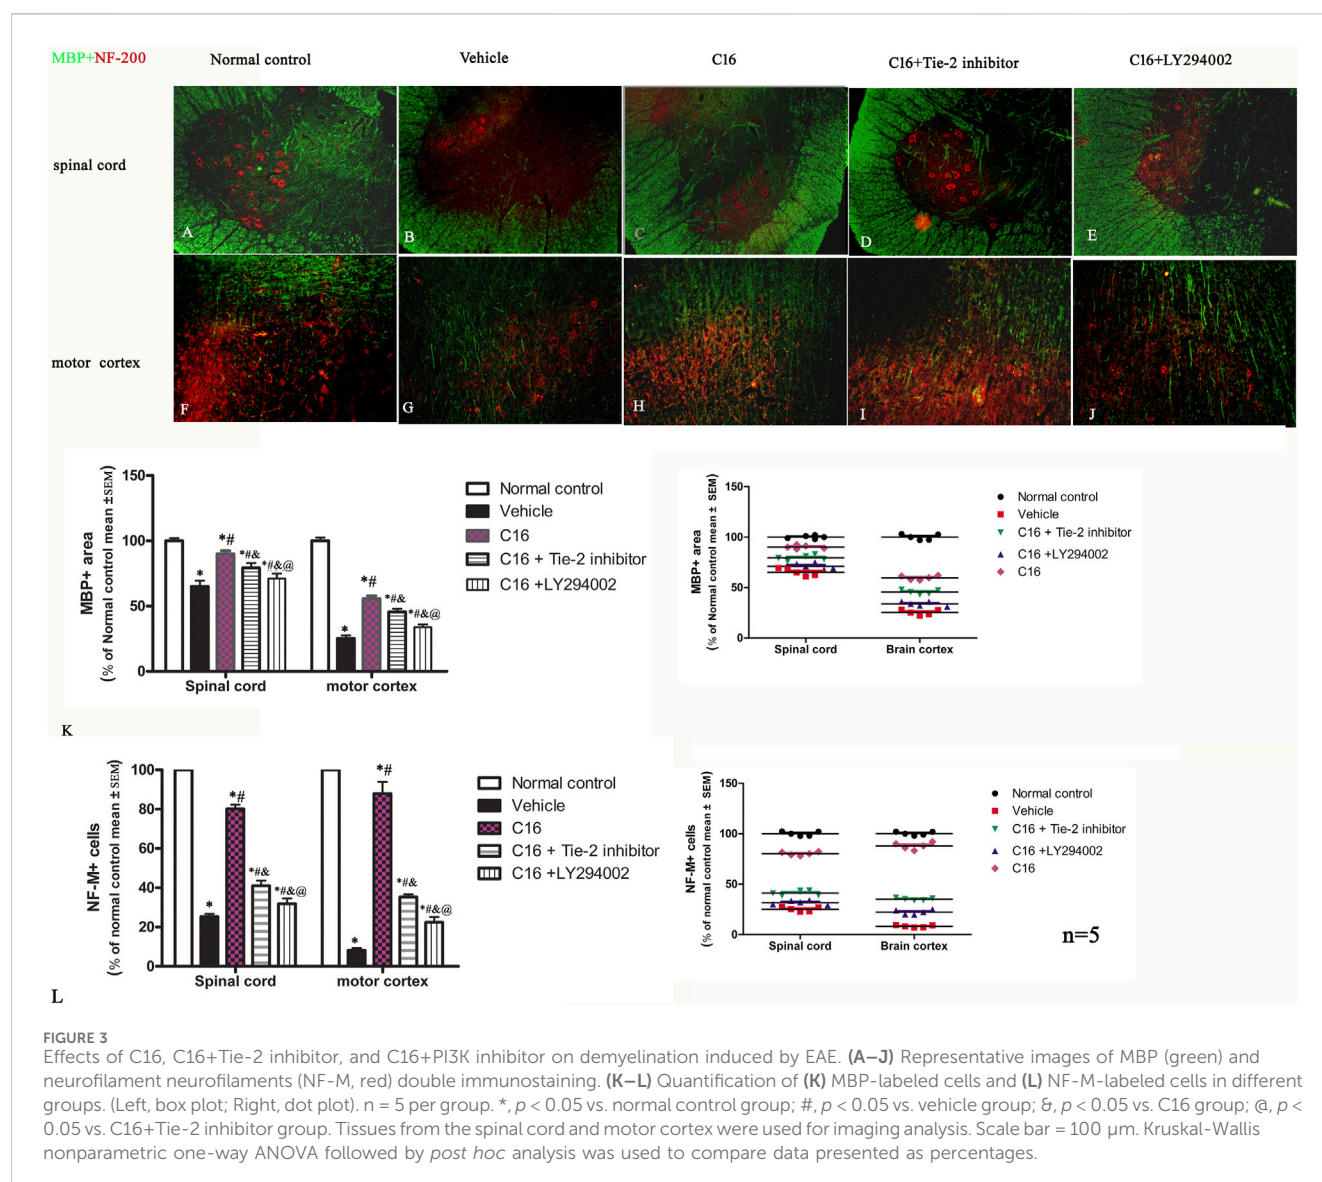 MBP+NF-200
Normal control
Vehicle
C16
C16+Tie-2 inhibitor
C16+LY294002
spinal cord
A
B
C
D
E
motor cortex
F
G
H
I
J
MBP+ area
(% of Normal control mean ±SEM)
150
100
50
0
*
*#
*#&
*#&@
*
*#
*#&
*#&@
Spinal cord
motor cortex
Normal control
Vehicle
C16
C16 + Tie-2 inhibitor
C16 +LY294002
MBP+ area
(% of Normal control mean ± SEM)
150
100
50
0
Spinal cord
Brain cortex
Normal control
Vehicle
C16 + Tie-2 inhibitor
C16 +LY294002
C16
K
NF-M+ cells
(% of normal control mean ± SEM)
100
80
60
40
20
0
*
*#
*#&
*#&@
*
*#
*#&
*#&@
Spinal cord
motor cortex
Normal control
Vehicle
C16
C16 + Tie-2 inhibitor
C16 +LY294002
NF-M+ cells
(% of normal control mean ± SEM)
150
100
50
0
Spinal cord
Brain cortex
Normal control
Vehicle
C16 + Tie-2 inhibitor
C16 +LY294002
C16
n=5
L
FIGURE 3
Effects of C16, C16+Tie-2 inhibitor, and C16+PI3K inhibitor on demyelination induced by EAE. (A–J) Representative images of MBP (green) and
neurofilament neurofilaments (NF-M, red) double immunostaining. (K–L) Quantification of (K) MBP-labeled cells and (L) NF-M-labeled cells in different
groups. (Left, box plot; Right, dot plot). n = 5 per group. *, p < 0.05 vs. normal control group; #, p < 0.05 vs. vehicle group; &, p < 0.05 vs. C16 group; @, p <
0.05 vs. C16+Tie-2 inhibitor group. Tissues from the spinal cord and motor cortex were used for imaging analysis. Scale bar = 100 µm. Kruskal-Wallis
nonparametric one-way ANOVA followed by post hoc analysis was used to compare data presented as percentages.